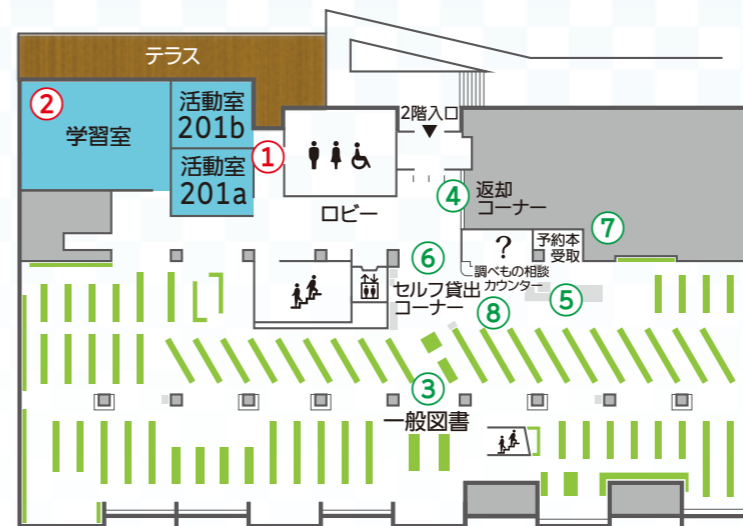 テラス
②
学習室
活動室
201b
活動室
201a
①
2階入口
ロビー
④
返却
コーナー
⑦
?
予約本
受取
調べもの相談
カウンター
⑥
セルフ貸出
コーナー
⑤
⑧
③
一般図書